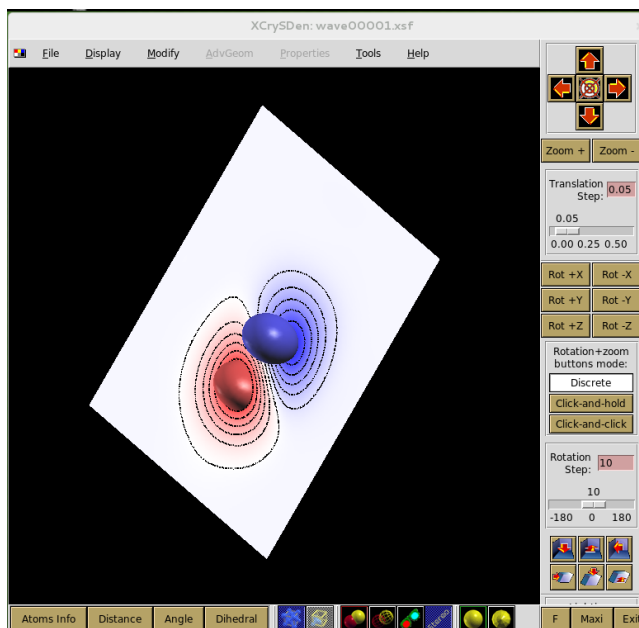 XCrySDen: wave00001.xsf
File Display Modify AdvGeom Properties Tools Help
Zoom + Zoom -
Translation
Step: 0.05
0.05
0.00 0.25 0.50
Rot +X Rot -X
Rot +Y Rot -Y
Rot +Z Rot -Z
Rotation+zoom
buttons mode:
Discrete
Click-and-hold
Click-and-click
Rotation
Step: 10
10
-180 0 180
Atoms Info Distance Angle Dihedral Stereo F Maxi Exi